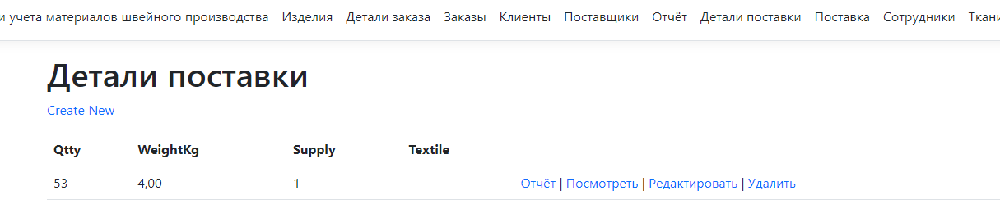 и учета материалов швейного производства Изделия Детали заказа Заказы Клиенты Поставщики Отчёт Детали поставки Поставка Сотрудники Ткани
Детали поставки
Create New
Qtty WeightKg Supply Textile
53 4,00 1 Отчёт | Посмотреть | Редактировать | Удалить